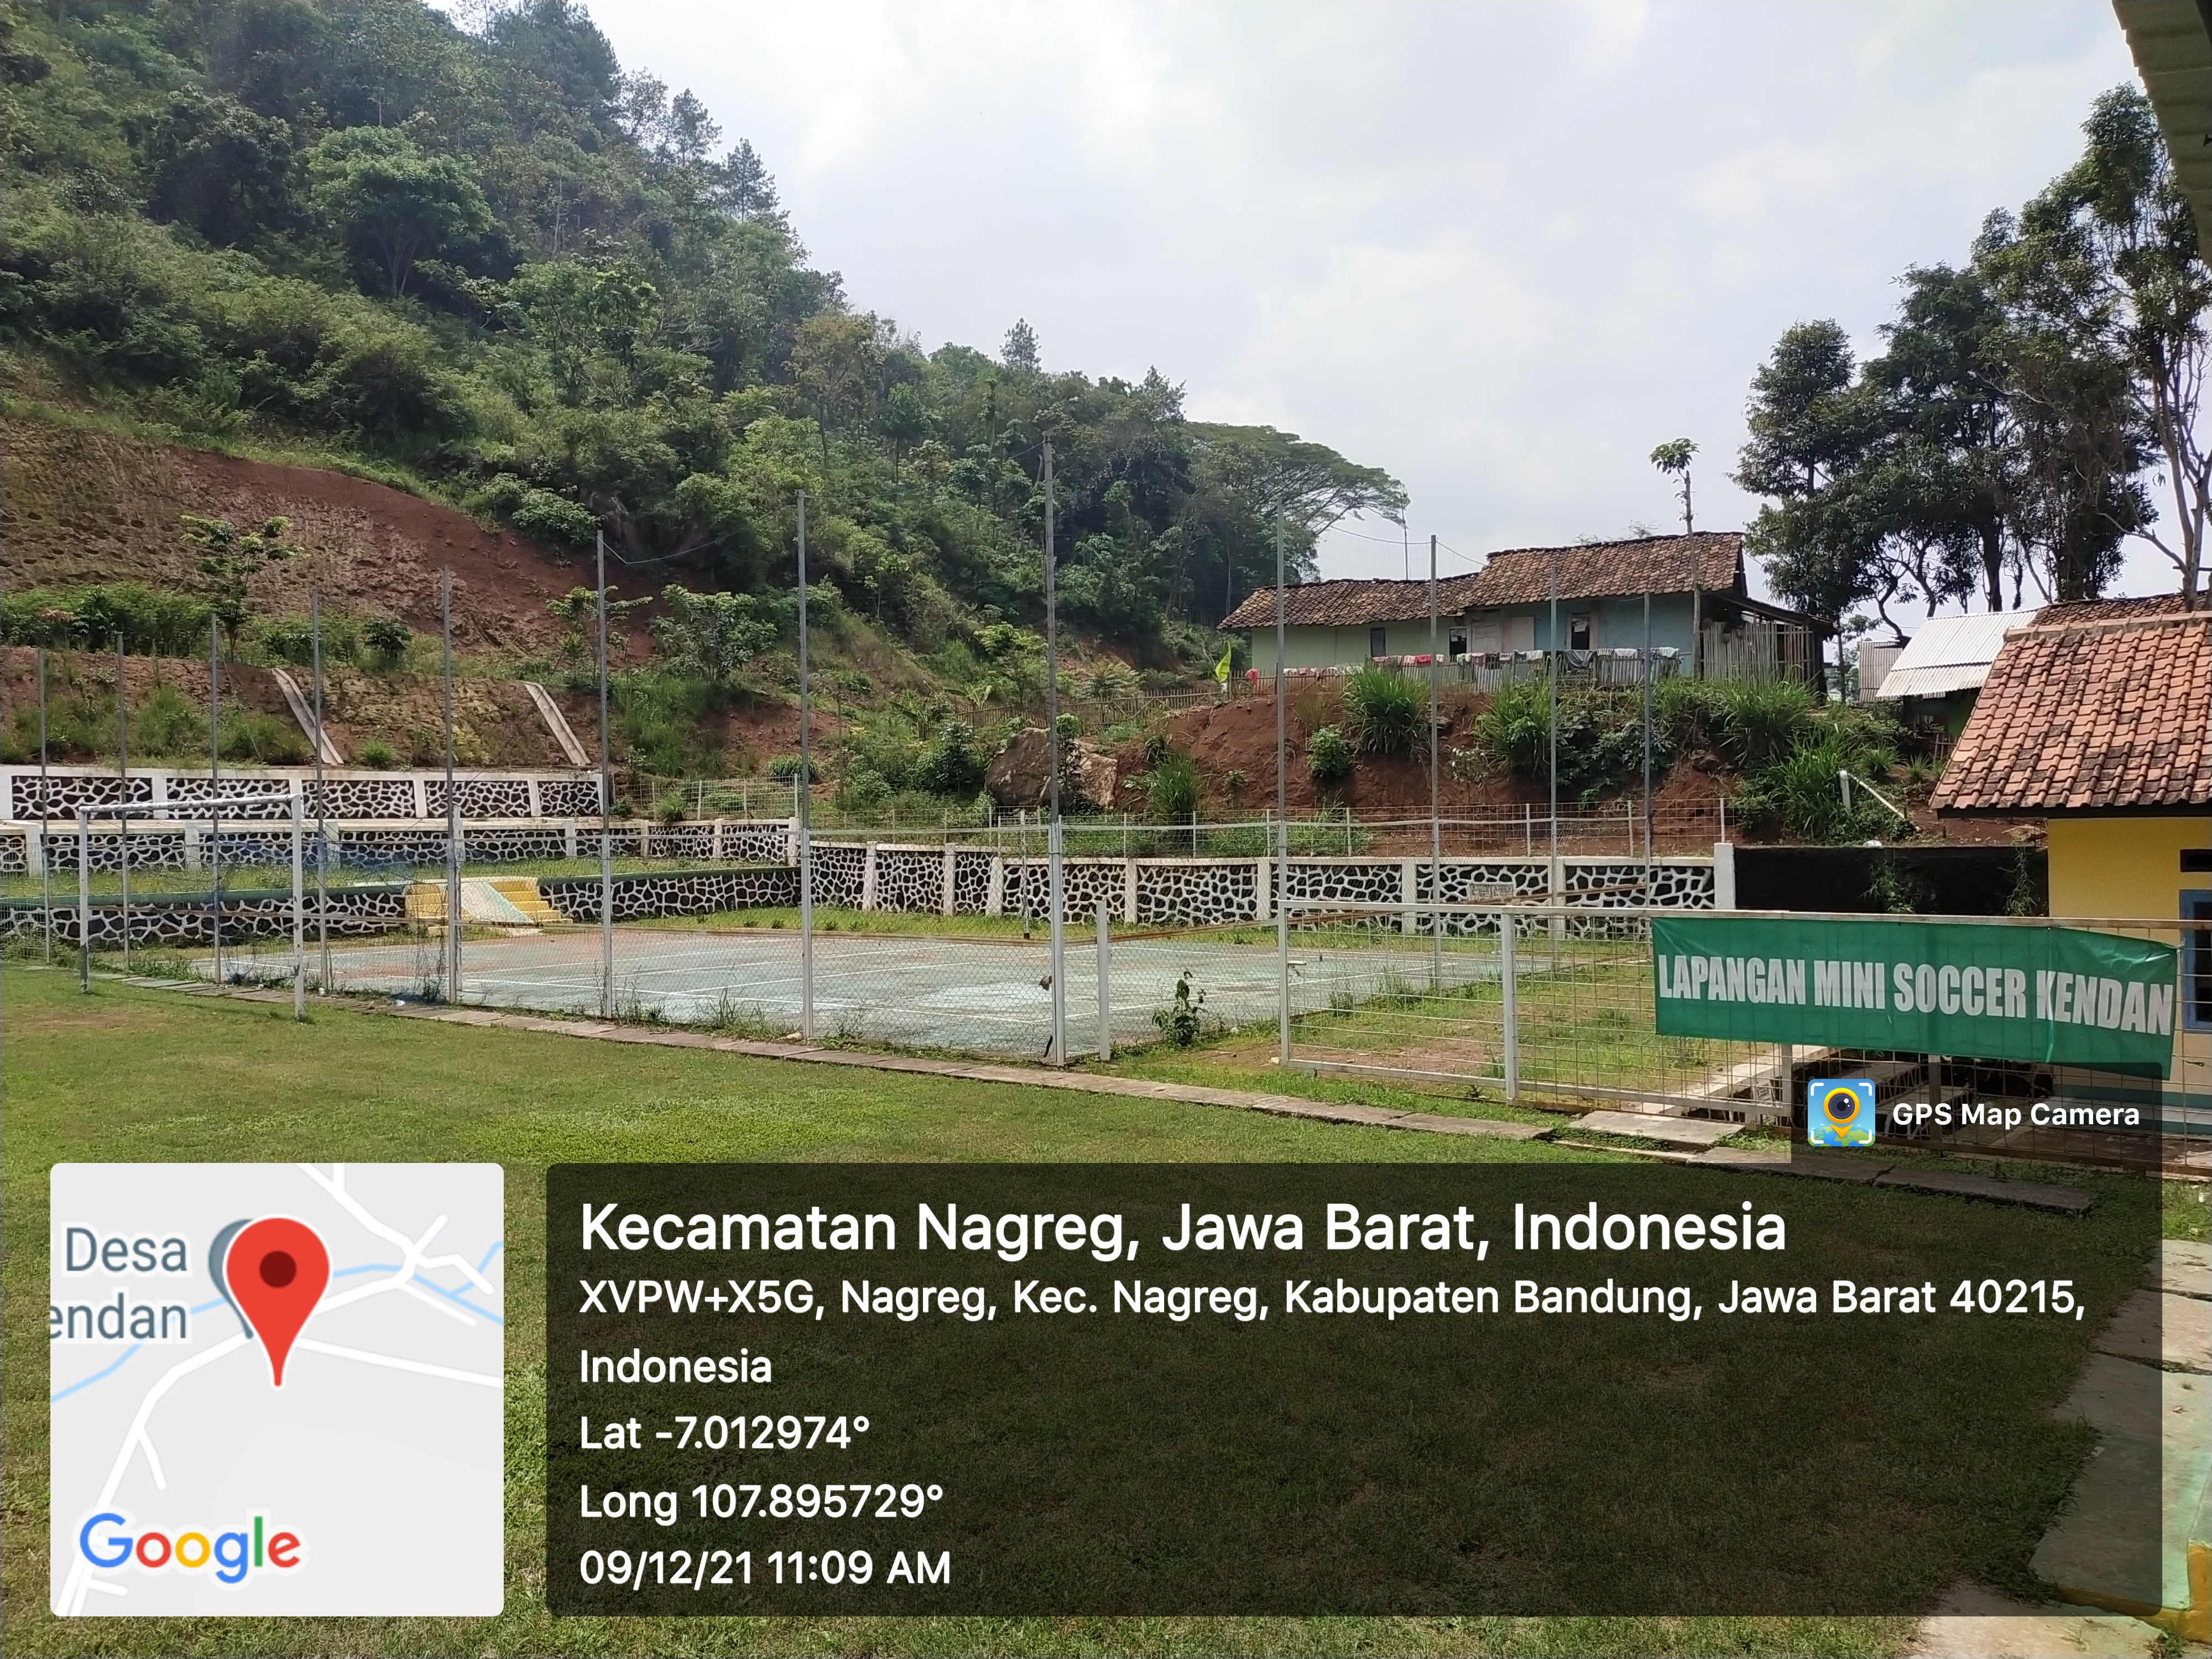 LAPANGAN MINI SOCCER KENDAN
GPS Map Camera
Desa
endan
Google
Kecamatan Nagreg, Jawa Barat, Indonesia
XVPW+X5G, Nagreg, Kec. Nagreg, Kabupaten Bandung, Jawa Barat 40215,
Indonesia
Lat -7.012974°
Long 107.895729°
09/12/21 11:09 AM